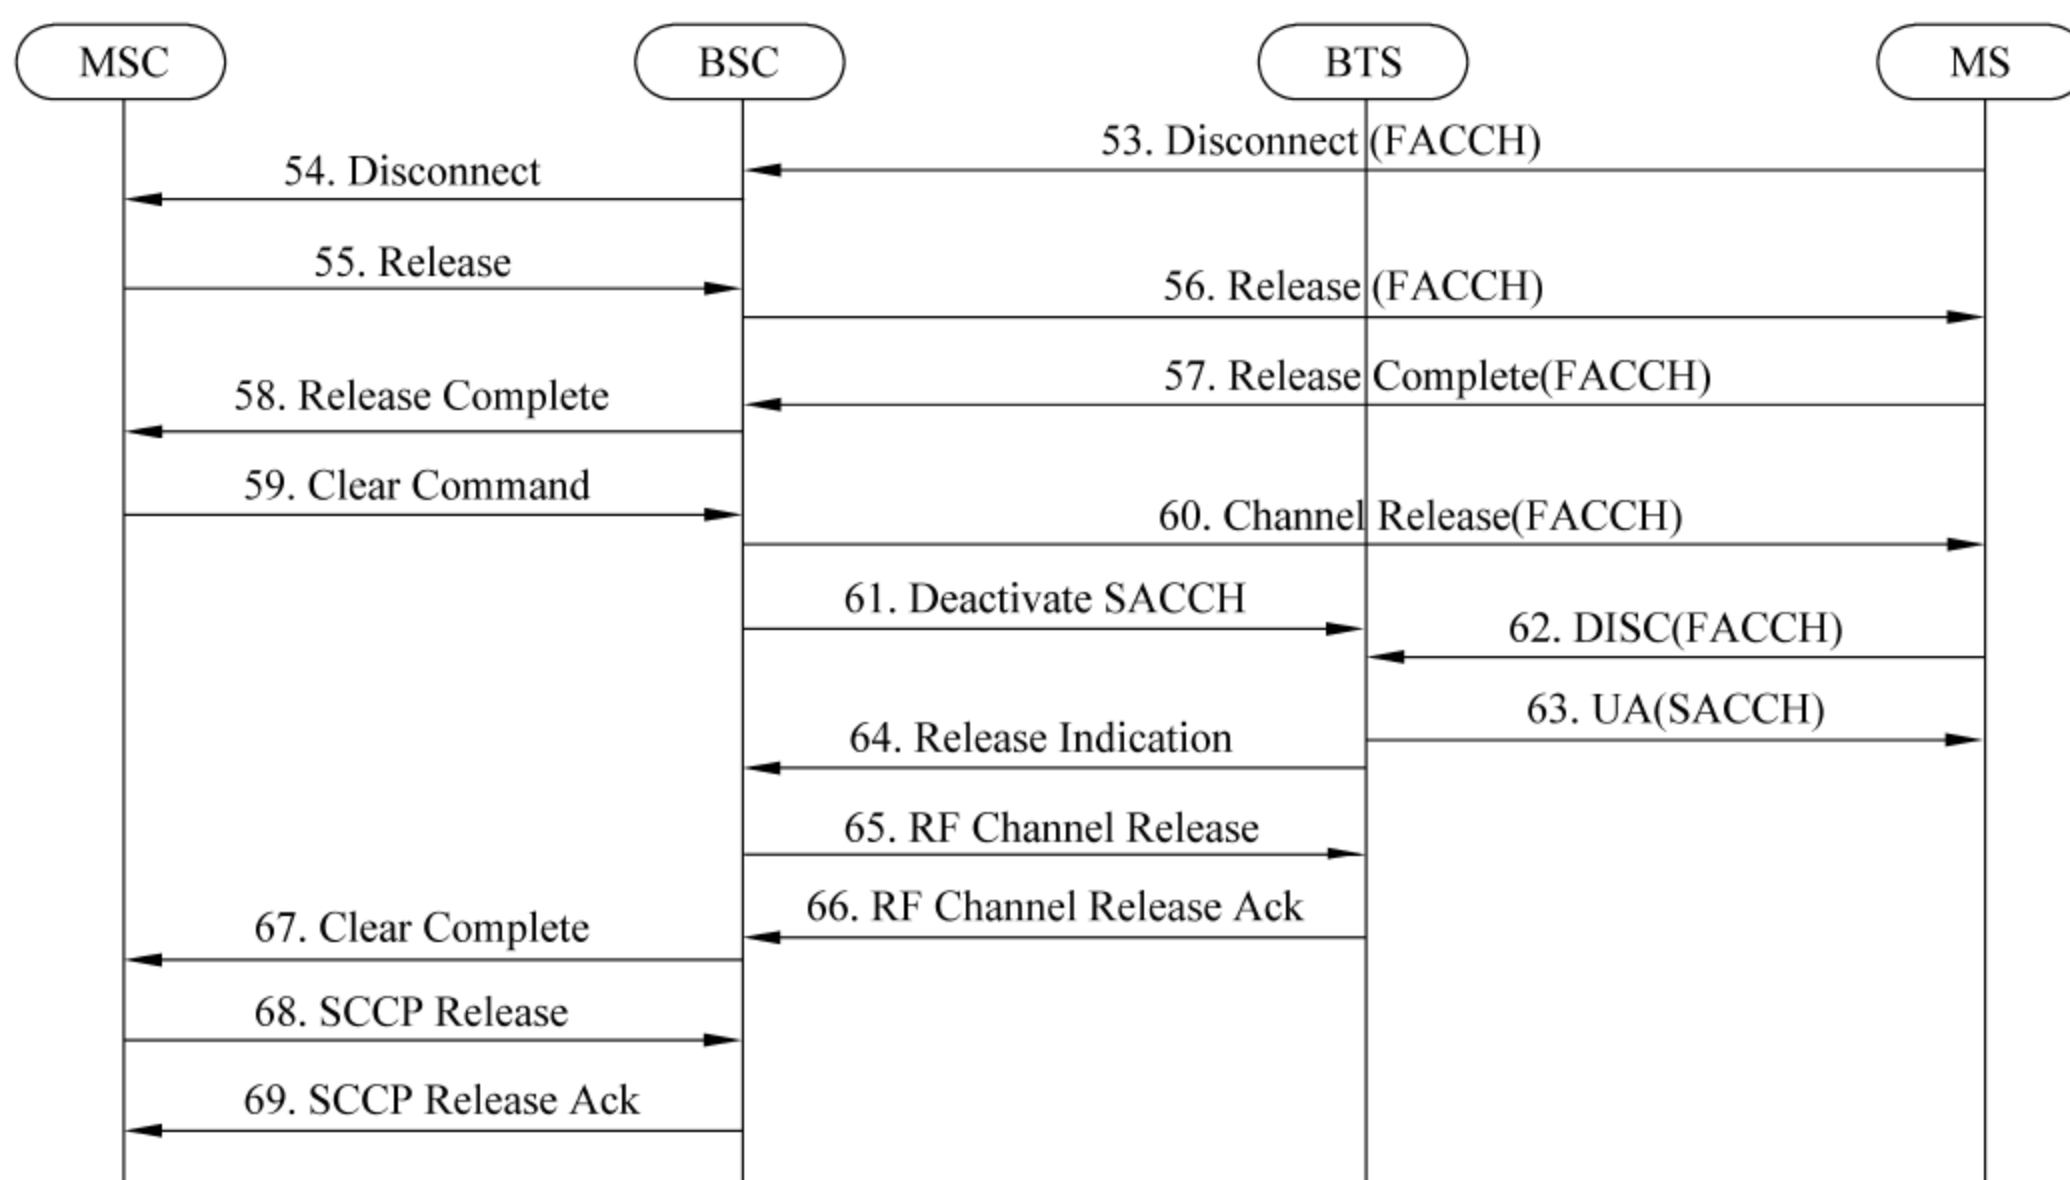 MSC
BSC
BTS
MS
53. Disconnect (FACCH)
54. Disconnect
55. Release
56. Release (FACCH)
57. Release Complete(FACCH)
58. Release Complete
59. Clear Command
60. Channel Release(FACCH)
61. Deactivate SACCH
62. DISC(FACCH)
63. UA(SACCH)
64. Release Indication
65. RF Channel Release
66. RF Channel Release Ack
67. Clear Complete
68. SCCP Release
69. SCCP Release Ack